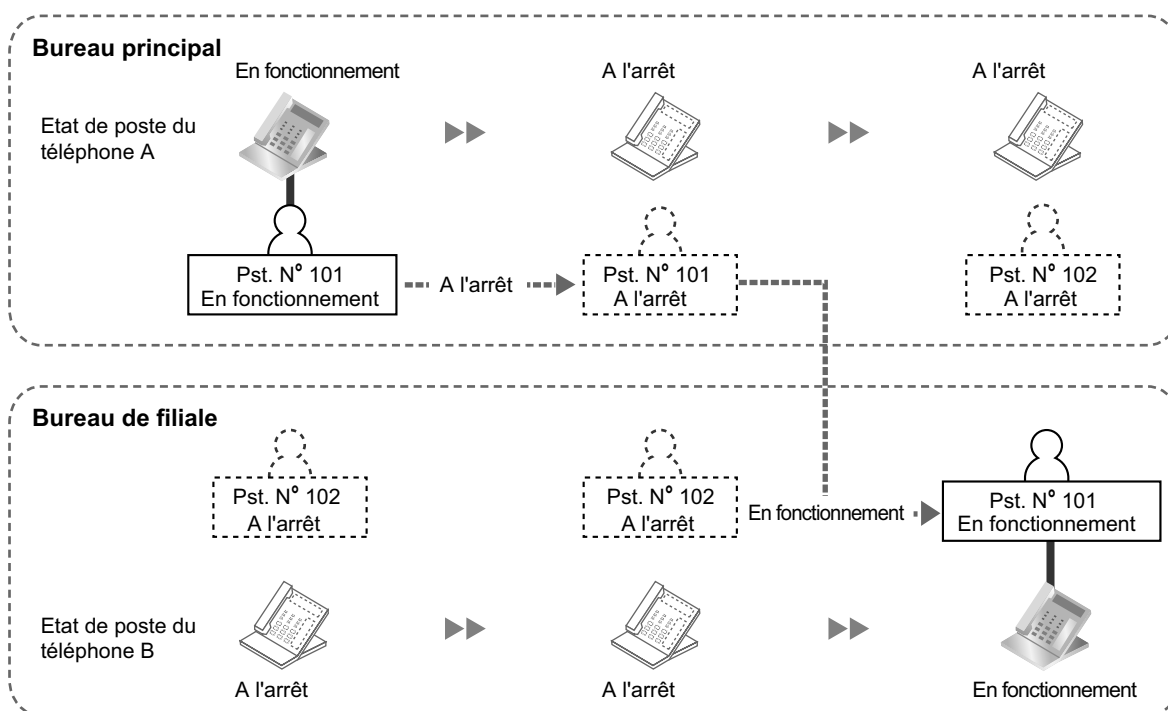 Bureau principal
En fonctionnement
A l'arrêt
A l'arrêt
Etat de poste du
téléphone A
Pst. N° 101
En fonctionnement
A l'arrêt
Pst. N° 101
A l'arrêt
Pst. N° 102
A l'arrêt
Bureau de filiale
Pst. N° 102
A l'arrêt
Pst. N° 102
A l'arrêt
En fonctionnement
Pst. N° 101
En fonctionnement
Etat de poste du
téléphone B
A l'arrêt
A l'arrêt
En fonctionnement